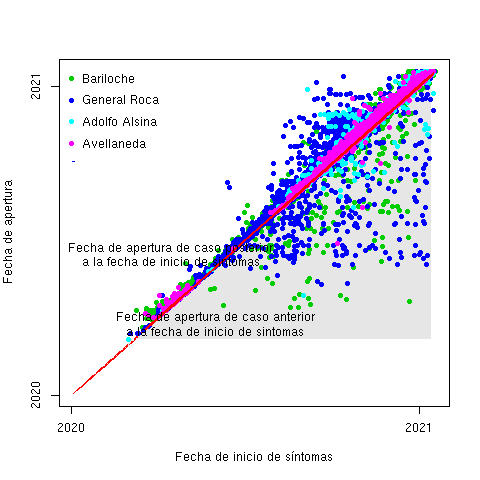 2021
Bariloche
General Roca
Adolfo Alsina
Avellaneda
Fecha de apertura
Fecha de apertura de caso posterior
a la fecha de inicio de síntomas
Fecha de apertura de caso anterior
a la fecha de inicio de sintomas
2020
2020
2021
Fecha de inicio de síntomas